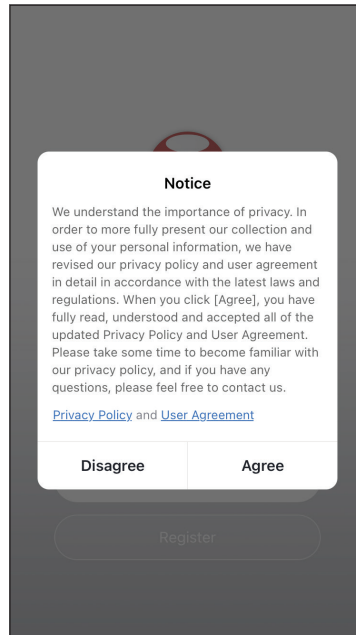 Notice
We understand the importance of privacy. In
order to more fully present our collection and
use of your personal information, we have
revised our privacy policy and user agreement
in detail in accordance with the latest laws and
regulations. When you click [Agree], you have
fully read, understood and accepted all of the
updated Privacy Policy and User Agreement.
Please take some time to become familiar with
our privacy policy, and if you have any
questions, please feel free to contact us.
Privacy Policy and User Agreement
Disagree Agree
Register